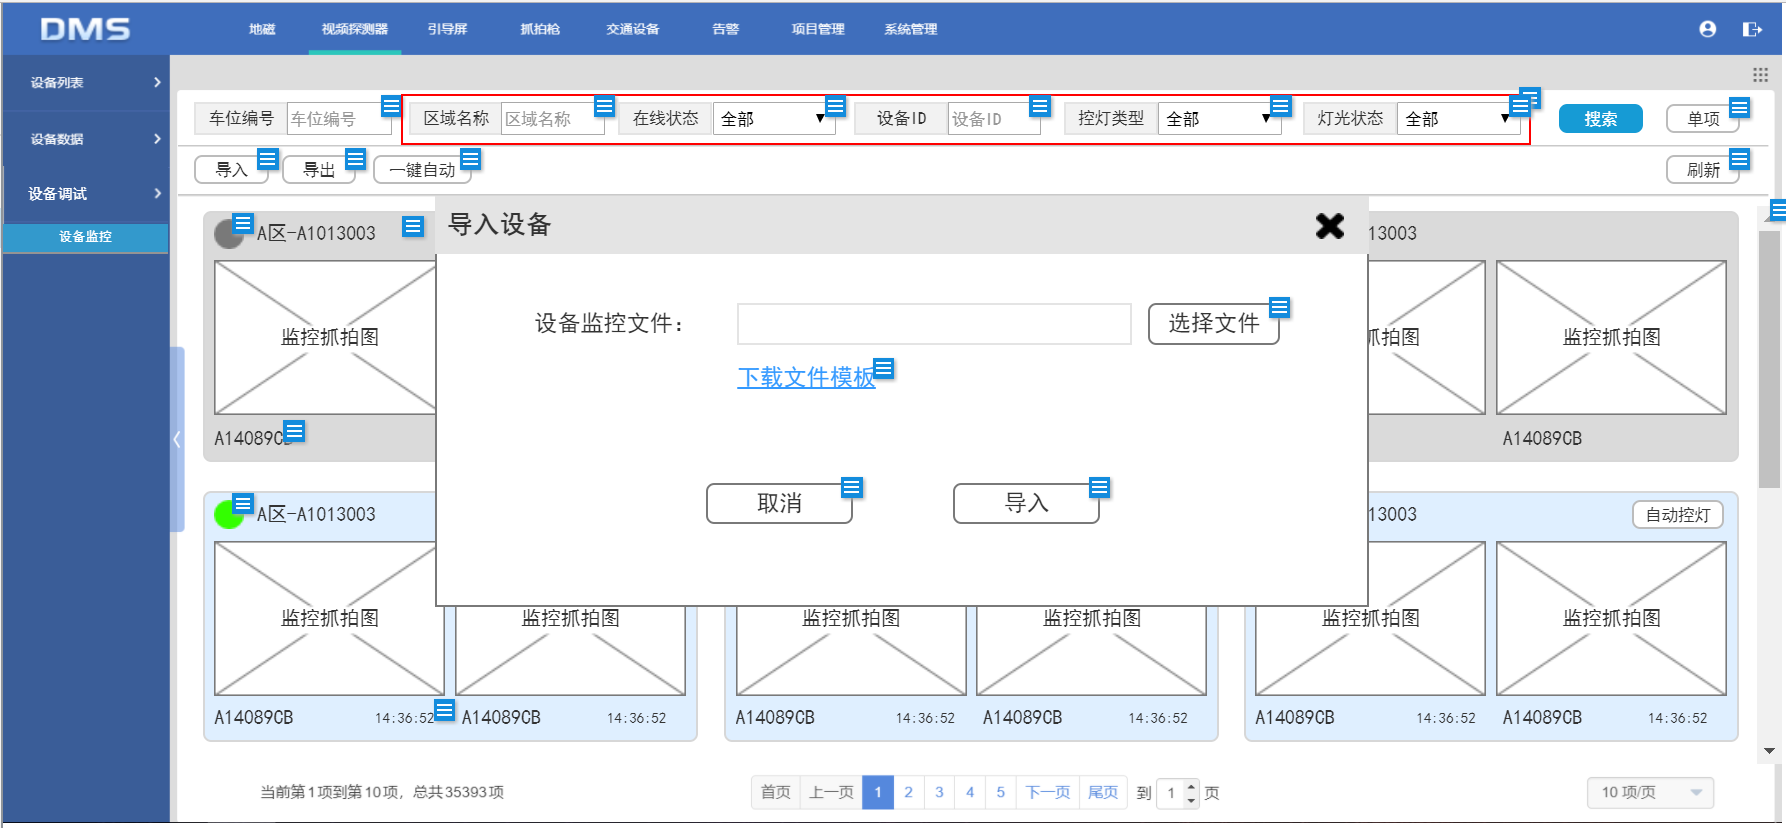 DMS 地磁 视频探测器 引导屏 抓拍枪 交通设备 告警 项目管理 系统管理
设备列表
设备数据
设备调试
设备监控
车位编号 车位编号 区域名称 区域名称 在线状态 全部 设备ID 设备ID 控灯类型 全部 灯光状态 全部 搜索 单项
导入 导出 一键自动 刷新
A区-A1013003 13003
导入设备
监控抓拍图 抓拍图 监控抓拍图
设备监控文件: 选择文件
下载文件模板
A14089CB A14089CB
取消 导入
A区-A1013003 13003 自动控灯
监控抓拍图 监控抓拍图 监控抓拍图 监控抓拍图 监控抓拍图 监控抓拍图
A14089CB 14:36:52 A14089CB 14:36:52 A14089CB 14:36:52 A14089CB 14:36:52 A14089CB 14:36:52 A14089CB 14:36:52
当前第1项到第10项，总共35393项 首页 上一页 1 2 3 4 5 下一页 尾页 到 1 页 10 项/页